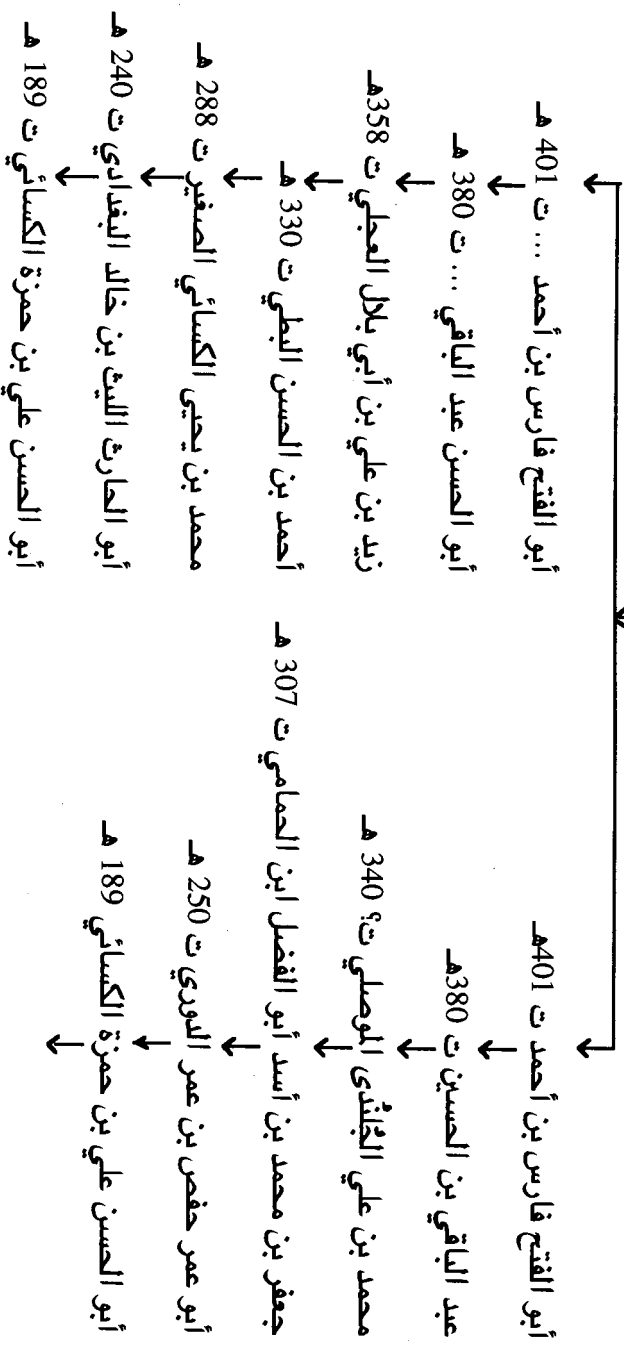 أبو الفتح فارس بن أحمد ت 401هـ
عبد الباقي بن الحسين ت 380هـ
محمد بن علي الجُلُنْدى الموصلي ت؟ 340 هـ
جعفر بن محمد بن أسد أبو الفضل ابن الحمامي ت 307 هـ
أبو عمر حفص بن عمر الدوري ت 250 هـ
أبو الحسن علي بن حمزة الكسائي 189 هـ
أبو الفتح فارس بن أحمد ... ت 401 هـ
أبو الحسن عبد الباقي ... ت 380 هـ
زيد بن علي بن أبي بلال العجلي ت 358هـ
أحمد بن الحسن البطي ت 330 هـ
محمد بن يحيى الكسائي الصغير ت 288 هـ
أبو الحارث الليث بن خالد البغدادي ت 240 هـ
أبو الحسن علي بن حمزة الكسائي ت 189 هـ